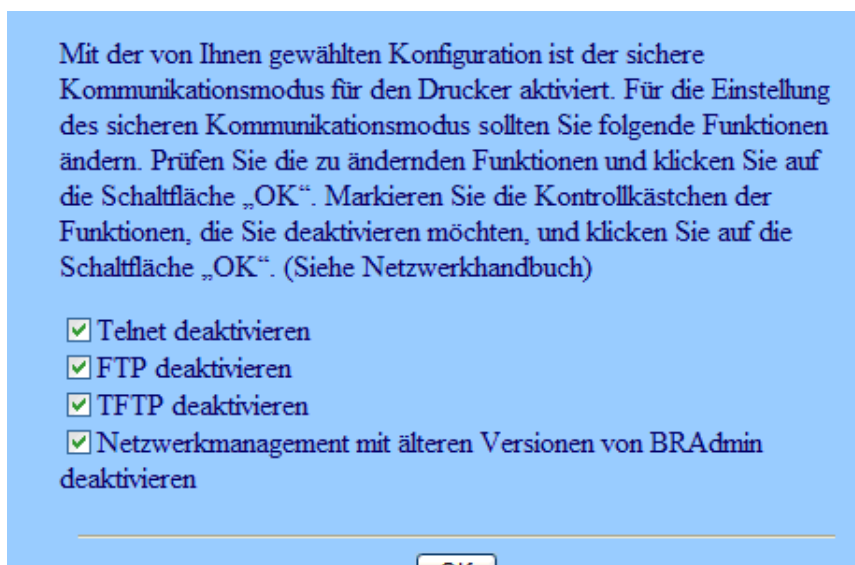 Mit der von Ihnen gewählten Konfiguration ist der sichere
Kommunikationsmodus für den Drucker aktiviert. Für die Einstellung
des sicheren Kommunikationsmodus sollten Sie folgende Funktionen
ändern. Prüfen Sie die zu ändernden Funktionen und klicken Sie auf
die Schaltfläche „OK“. Markieren Sie die Kontrollkästchen der
Funktionen, die Sie deaktivieren möchten, und klicken Sie auf die
Schaltfläche „OK“. (Siehe Netzwerkhandbuch)
Telnet deaktivieren
FTP deaktivieren
TFTP deaktivieren
Netzwerkmanagement mit älteren Versionen von BRAdmin
deaktivieren